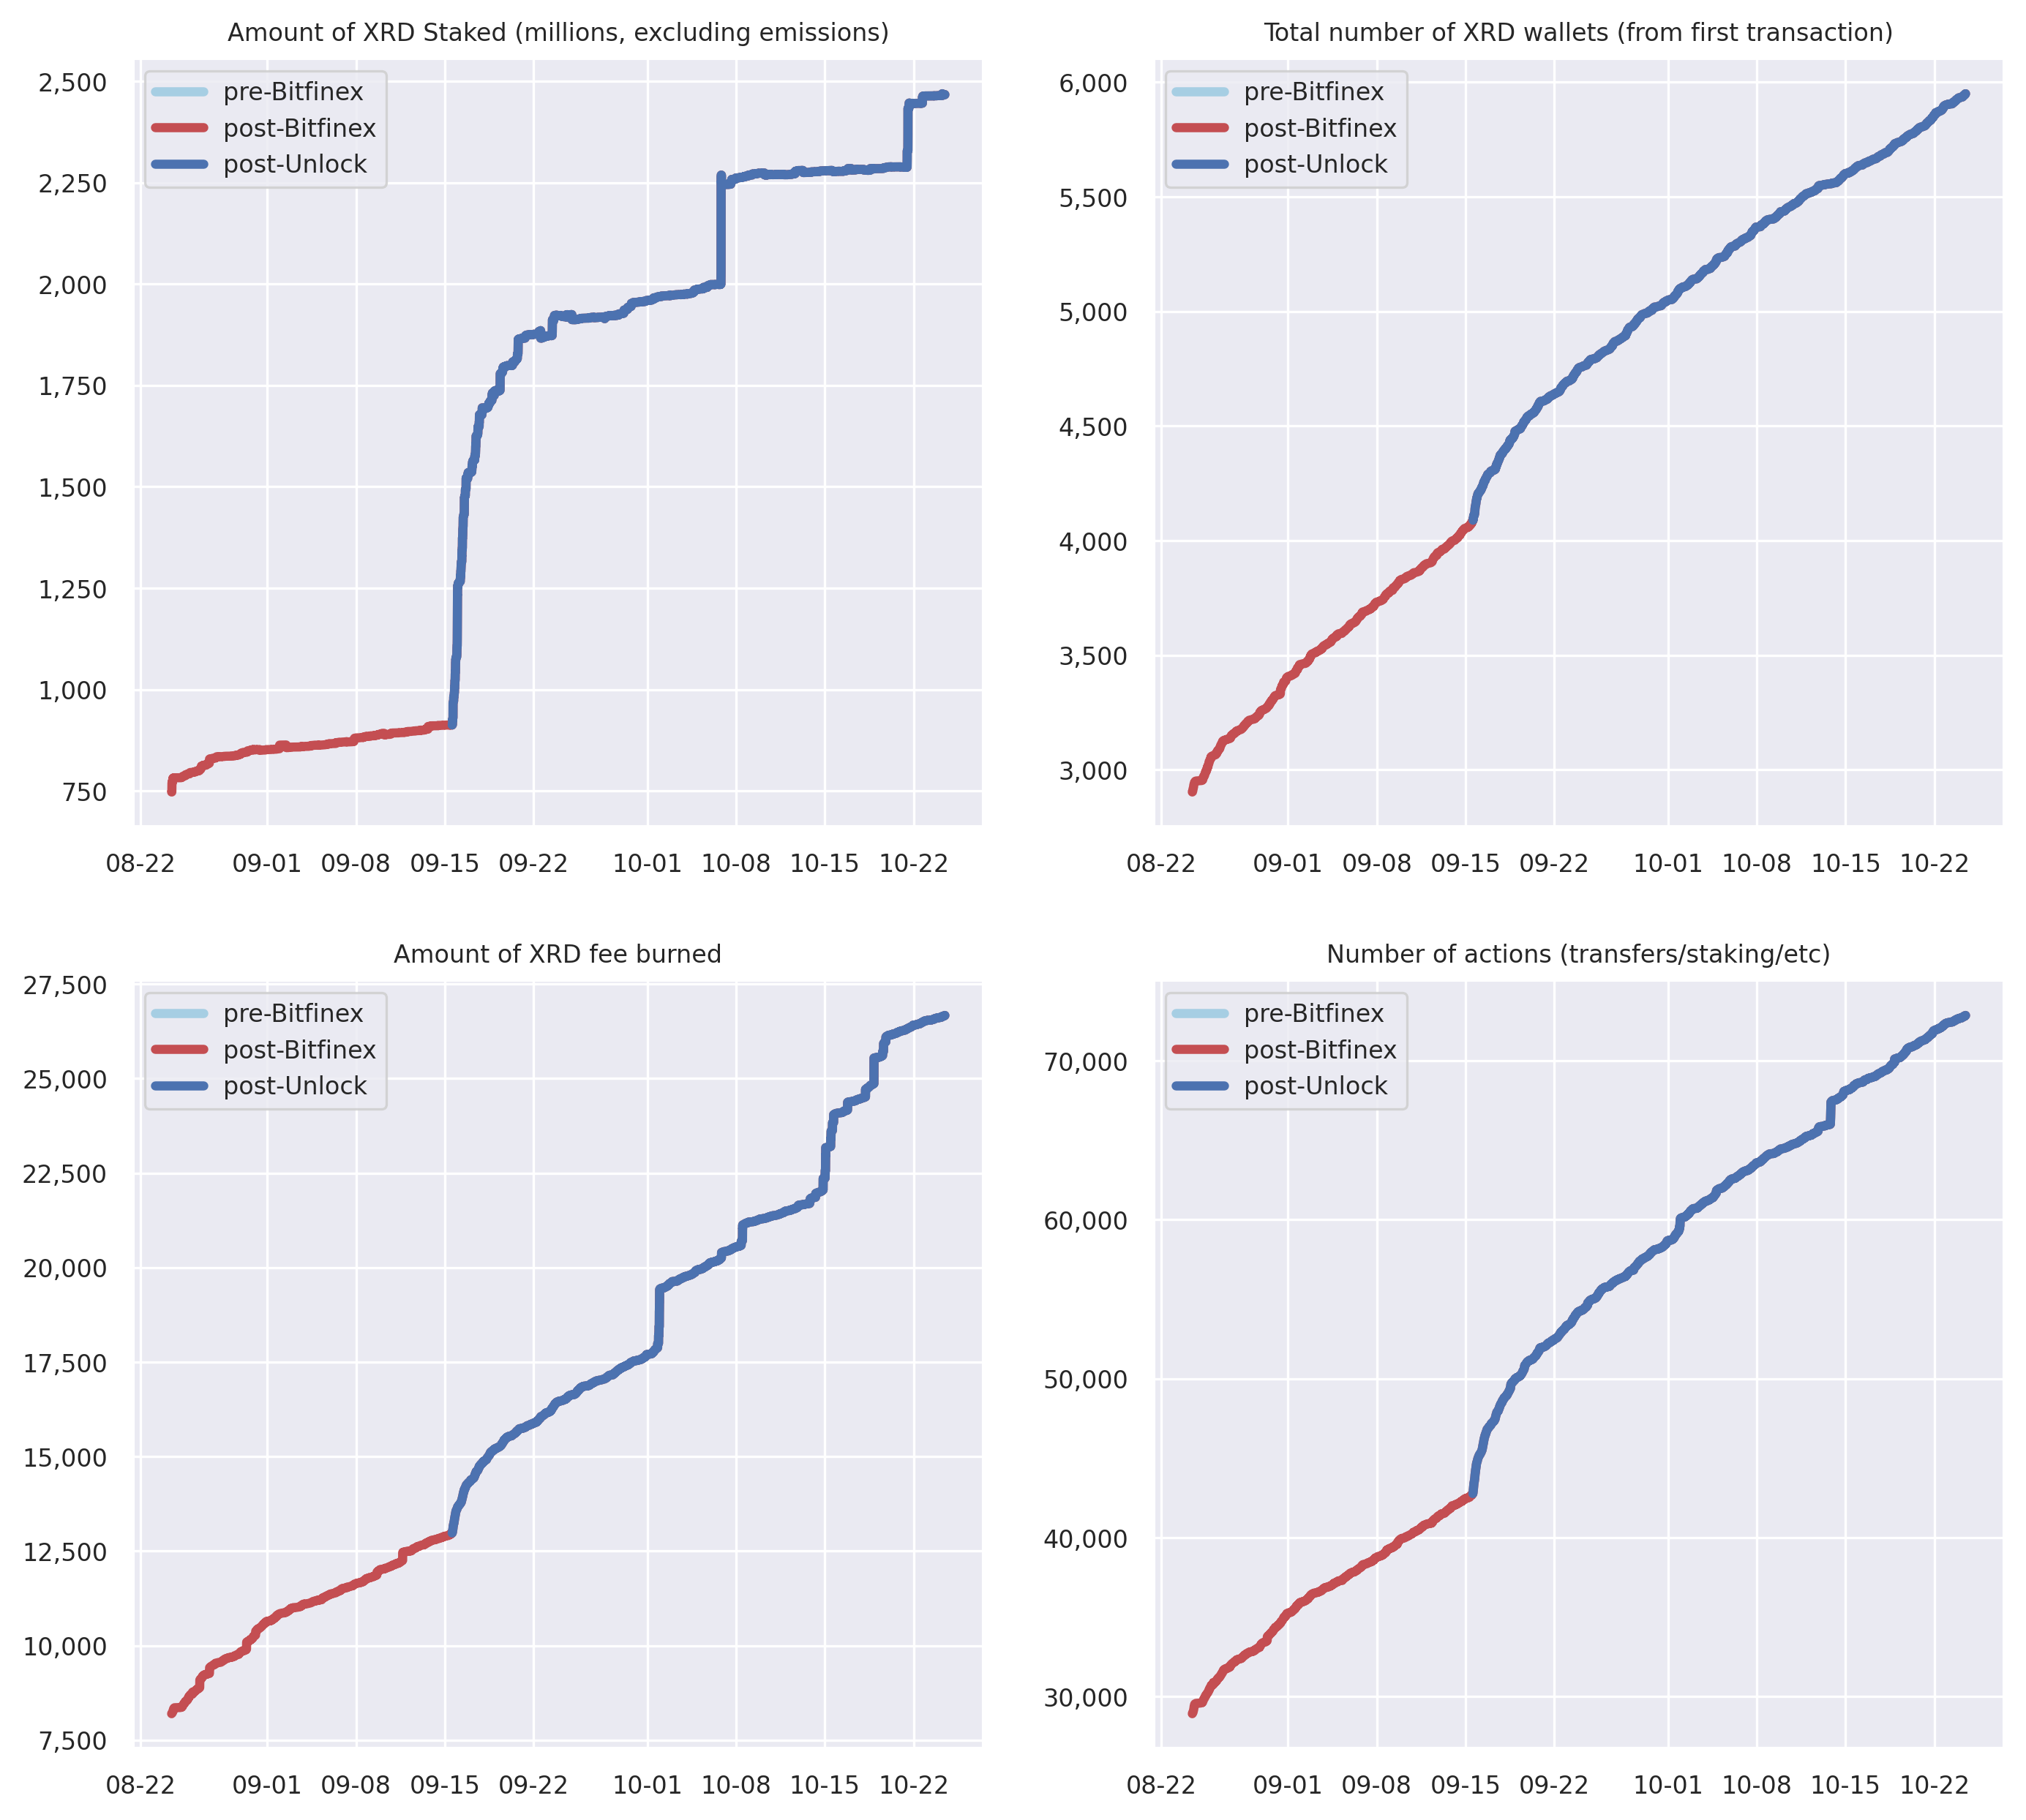 Amount of XRD Staked (millions, excluding emissions)
2,500
2,250
2,000
1,750
1,500
1,250
1,000
750
pre-Bitfinex
post-Bitfinex
post-Unlock
08-22 09-01 09-08 09-15 09-22 10-01 10-08 10-15 10-22
Total number of XRD wallets (from first transaction)
6,000
5,500
5,000
4,500
4,000
3,500
3,000
pre-Bitfinex
post-Bitfinex
post-Unlock
08-22 09-01 09-08 09-15 09-22 10-01 10-08 10-15 10-22
Amount of XRD fee burned
27,500
25,000
22,500
20,000
17,500
15,000
12,500
10,000
7,500
pre-Bitfinex
post-Bitfinex
post-Unlock
08-22 09-01 09-08 09-15 09-22 10-01 10-08 10-15 10-22
Number of actions (transfers/staking/etc)
70,000
60,000
50,000
40,000
30,000
pre-Bitfinex
post-Bitfinex
post-Unlock
08-22 09-01 09-08 09-15 09-22 10-01 10-08 10-15 10-22